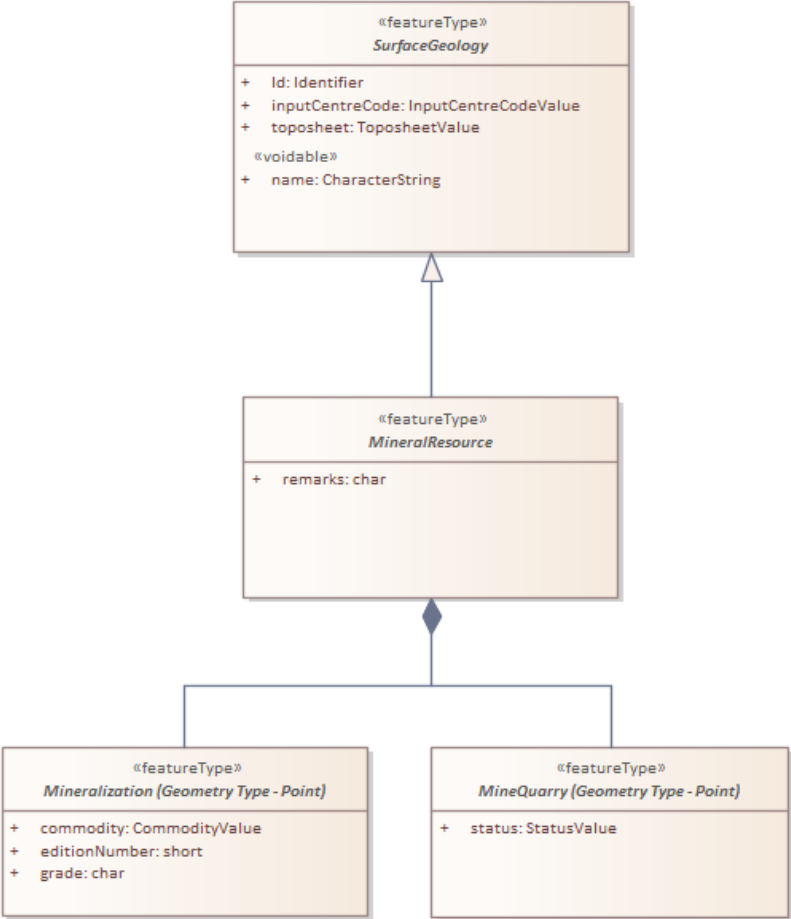 «featureType»
SurfaceGeology
+ Id: Identifier
+ inputCentreCode: InputCentreCodeValue
+ toposheet: ToposheetValue
«voidable»
+ name: CharacterString
«featureType»
MineralResource
+ remarks: char
«featureType»
Mineralization (Geometry Type - Point)
+ commodity: CommodityValue
+ editionNumber: short
+ grade: char
«featureType»
MineQuarry (Geometry Type - Point)
+ status: StatusValue